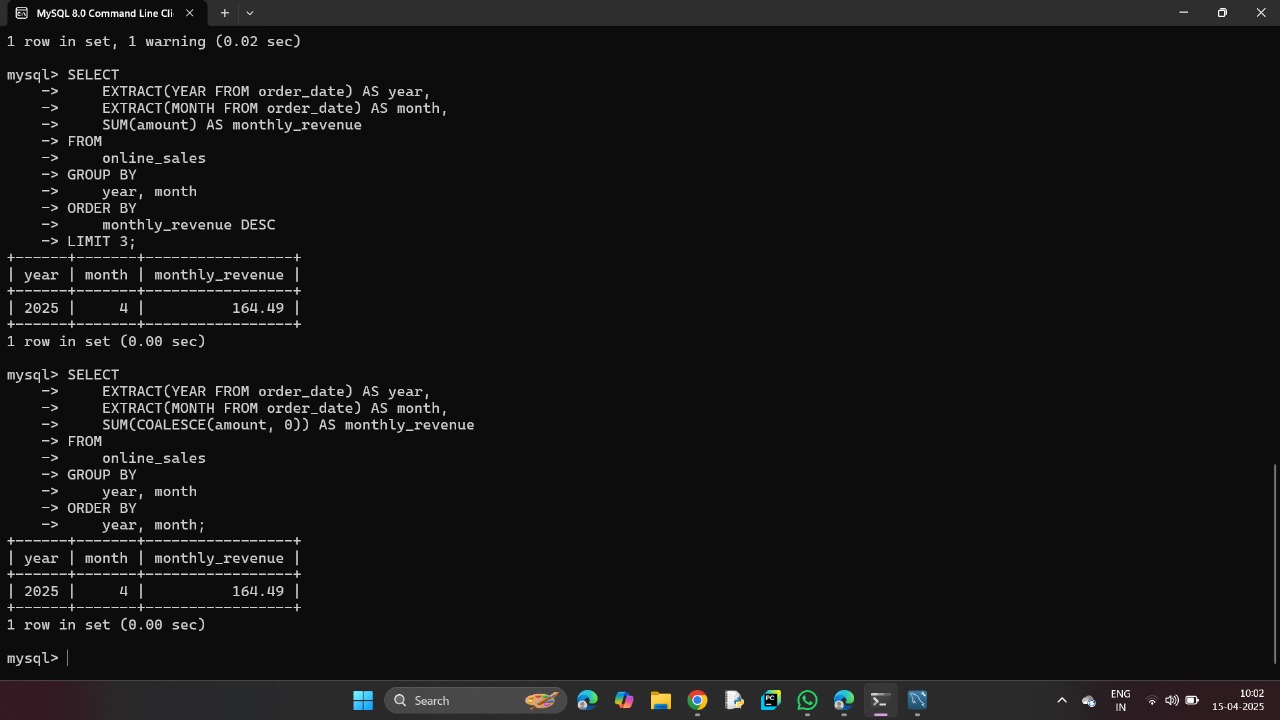 MySQL 8.0 Command Line Cli
1 row in set, 1 warning (0.02 sec)
mysql> SELECT
    ->     EXTRACT(YEAR FROM order_date) AS year,
    ->     EXTRACT(MONTH FROM order_date) AS month,
    ->     SUM(amount) AS monthly_revenue
    -> FROM
    ->     online_sales
    -> GROUP BY
    ->     year, month
    -> ORDER BY
    ->     monthly_revenue DESC
    -> LIMIT 3;
+------+-------+-----------------+
| year | month | monthly_revenue |
+------+-------+-----------------+
| 2025 |     4 |          164.49 |
+------+-------+-----------------+
1 row in set (0.00 sec)
mysql> SELECT
    ->     EXTRACT(YEAR FROM order_date) AS year,
    ->     EXTRACT(MONTH FROM order_date) AS month,
    ->     SUM(COALESCE(amount, 0)) AS monthly_revenue
    -> FROM
    ->     online_sales
    -> GROUP BY
    ->     year, month
    -> ORDER BY
    ->     year, month;
+------+-------+-----------------+
| year | month | monthly_revenue |
+------+-------+-----------------+
| 2025 |     4 |          164.49 |
+------+-------+-----------------+
1 row in set (0.00 sec)
mysql>
Search
PC
ENG
IN
10:02
15-04-2025